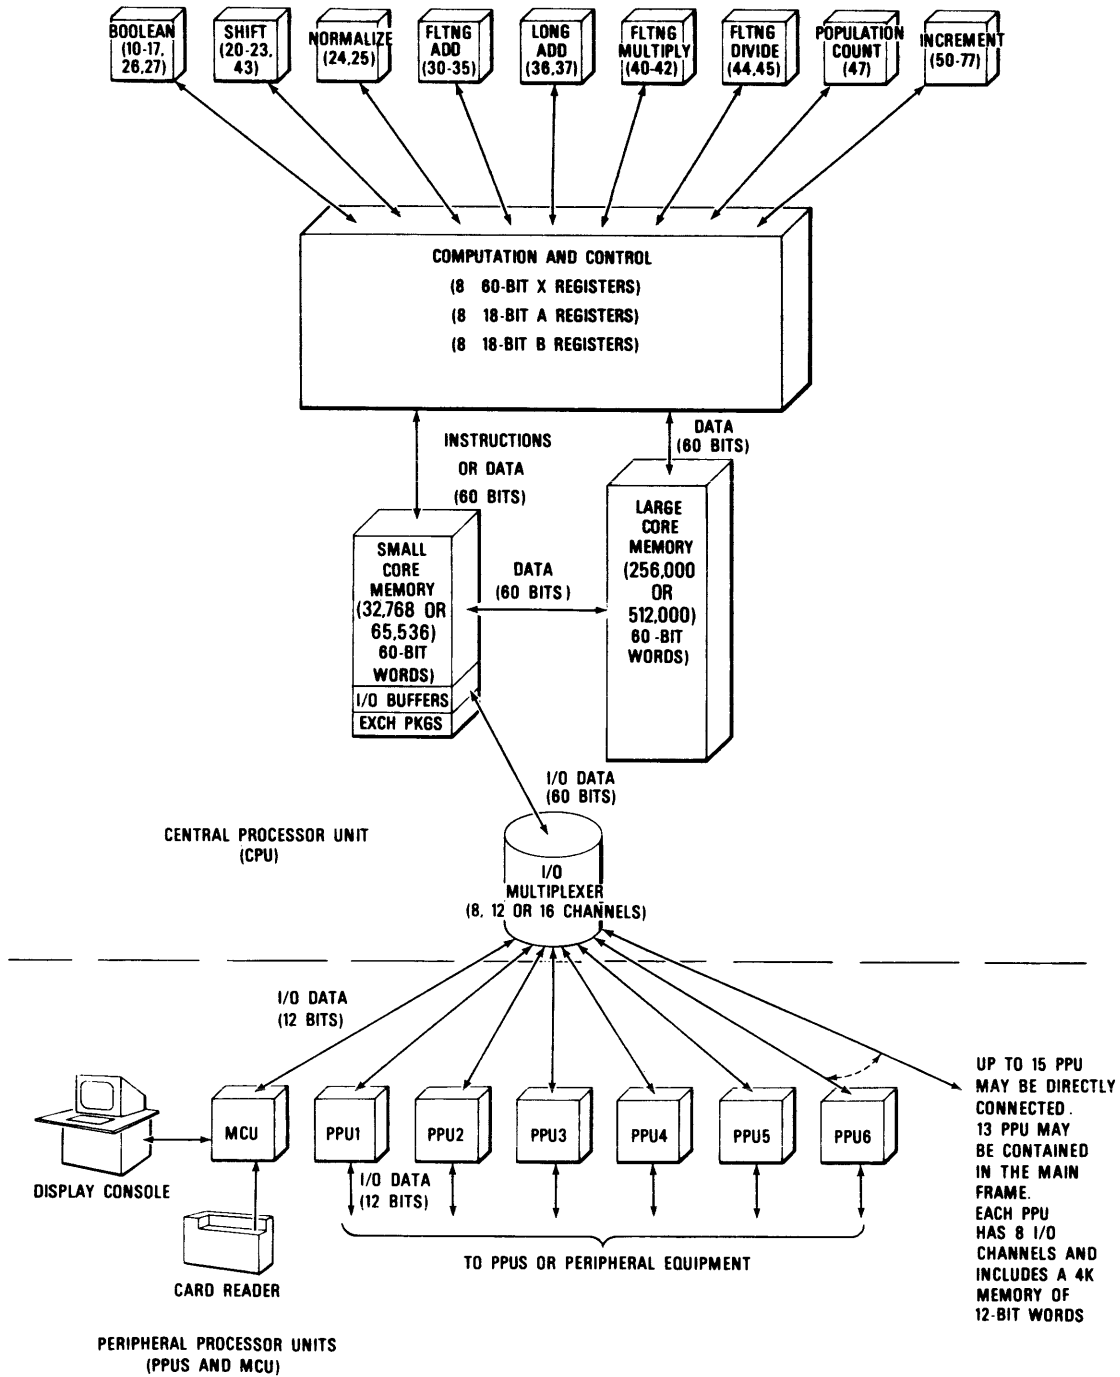 BOOLEAN
(10-17,
26,27)
SHIFT
(20-23,
43)
NORMALIZE
(24,25)
FLTNG
ADD
(30-35)
LONG
ADD
(36,37)
FLTNG
MULTIPLY
(40-42)
FLTNG
DIVIDE
(44,45)
POPULATION
COUNT
(47)
INCREMENT
(50-77)
COMPUTATION AND CONTROL
(8 60-BIT X REGISTERS)
(8 18-BIT A REGISTERS)
(8 18-BIT B REGISTERS)
INSTRUCTIONS
OR DATA
(60 BITS)
DATA
(60 BITS)
SMALL
CORE
MEMORY
(32,768 OR
65,536)
60-BIT
WORDS)
I/O BUFFERS
EXCH PKGS
DATA
(60 BITS)
LARGE
CORE
MEMORY
(256,000
OR
512,000)
60-BIT
WORDS)
I/O DATA
(60 BITS)
CENTRAL PROCESSOR UNIT
(CPU)
I/O
MULTIPLEXER
(8, 12 OR 16 CHANNELS)
I/O DATA
(12 BITS)
MCU
PPU1
PPU2
PPU3
PPU4
PPU5
PPU6
DISPLAY CONSOLE
I/O DATA
(12 BITS)
CARD READER
TO PPUS OR PERIPHERAL EQUIPMENT
UP TO 15 PPU
MAY BE DIRECTLY
CONNECTED.
13 PPU MAY
BE CONTAINED
IN THE MAIN
FRAME.
EACH PPU
HAS 8 I/O
CHANNELS AND
INCLUDES A 4K
MEMORY OF
12-BIT WORDS
PERIPHERAL PROCESSOR UNITS
(PPUS AND MCU)